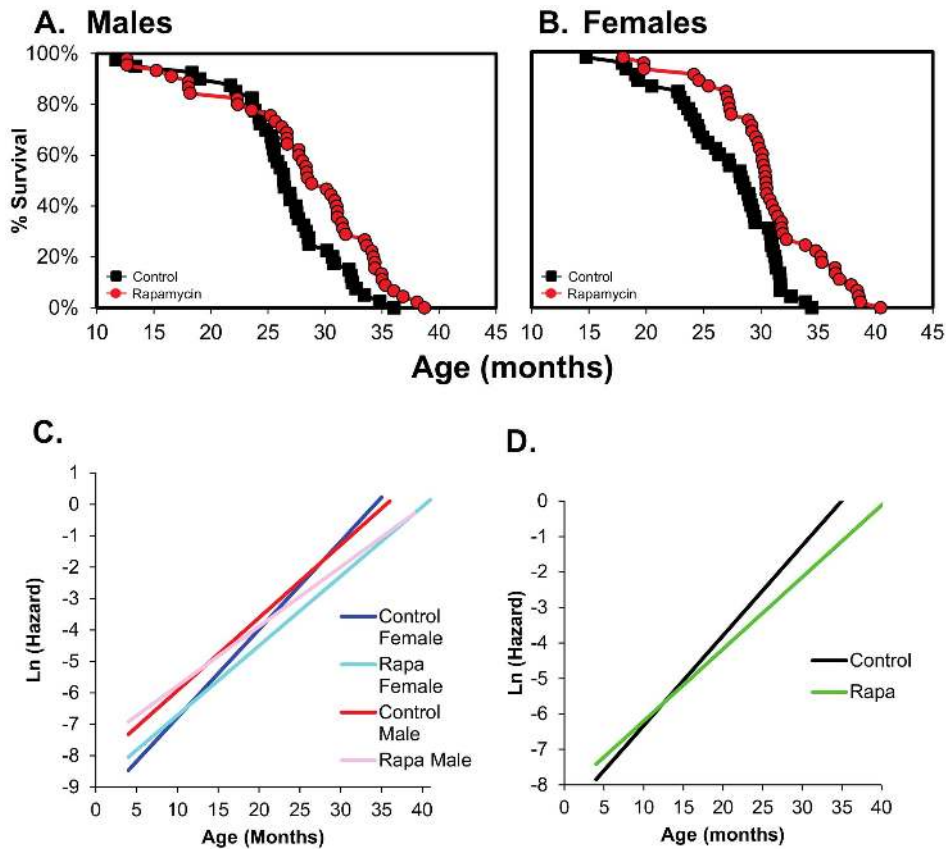 A. Males
B. Females
100%
80%
60%
40%
20%
0%
% Survival
Control
Rapamycin
10 15 20 25 30 35 40 45
Control
Rapamycin
10 15 20 25 30 35 40 45
Age (months)
C.
1
0
-1
-2
-3
-4
-5
-6
-7
-8
-9
Ln (Hazard)
Control
Female
Rapa
Female
Control
Male
Rapa Male
0 5 10 15 20 25 30 35 40
Age (Months)
D.
0
-1
-2
-3
-4
-5
-6
-7
-8
Ln (Hazard)
Control
Rapa
0 5 10 15 20 25 30 35 40
Age (months)